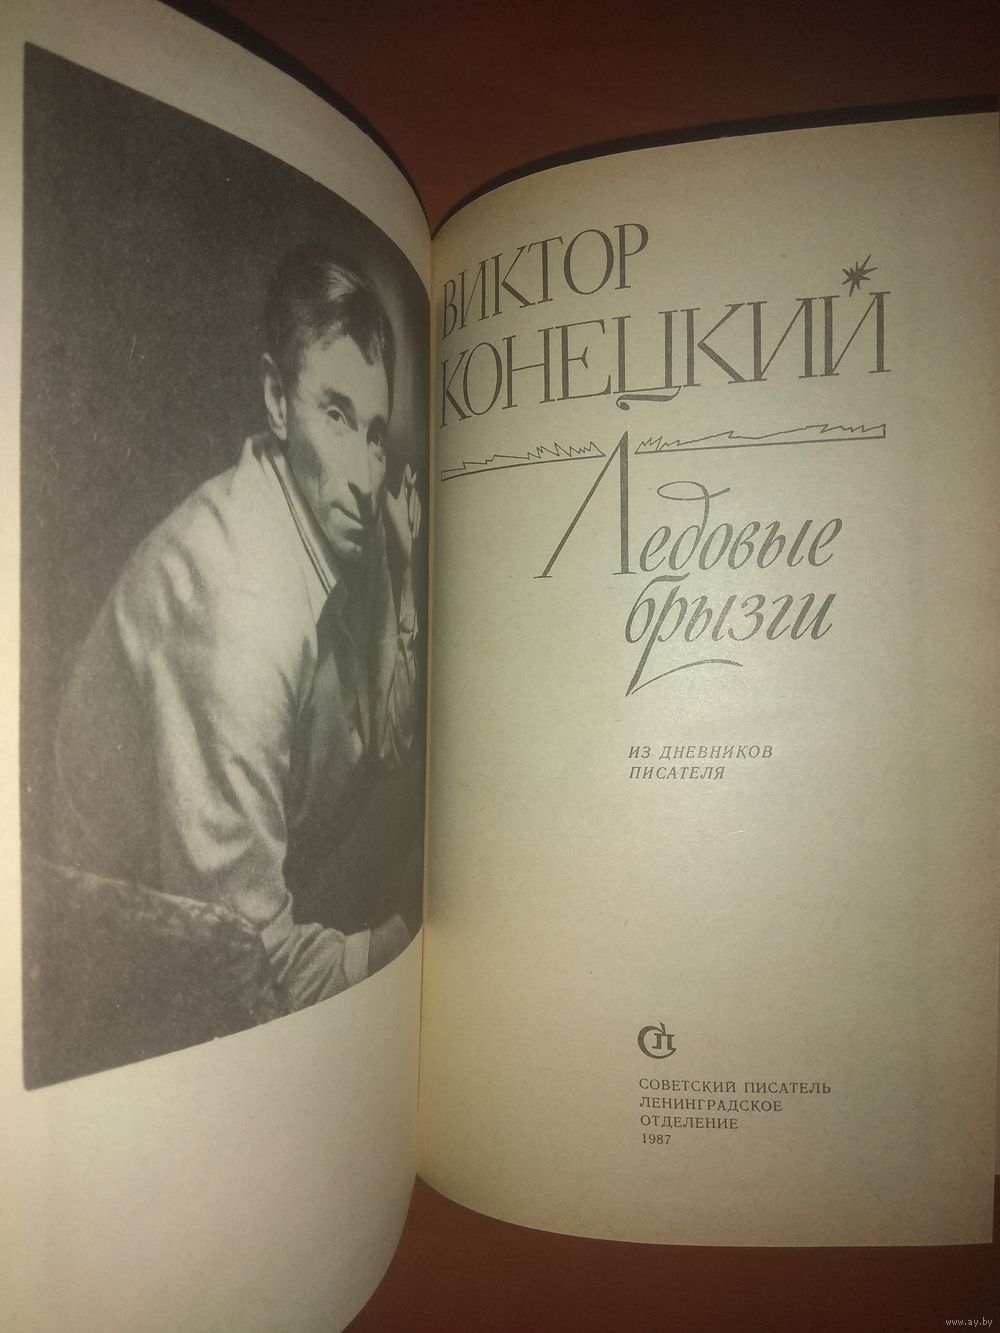 ВИКТОР
КОНЕЦКИЙ
Ледовые
брызги
ИЗ ДНЕВНИКОВ
ПИСАТЕЛЯ
СП
СОВЕТСКИЙ ПИСАТЕЛЬ
ЛЕНИНГРАДСКОЕ
ОТДЕЛЕНИЕ
1987
www.ay.by